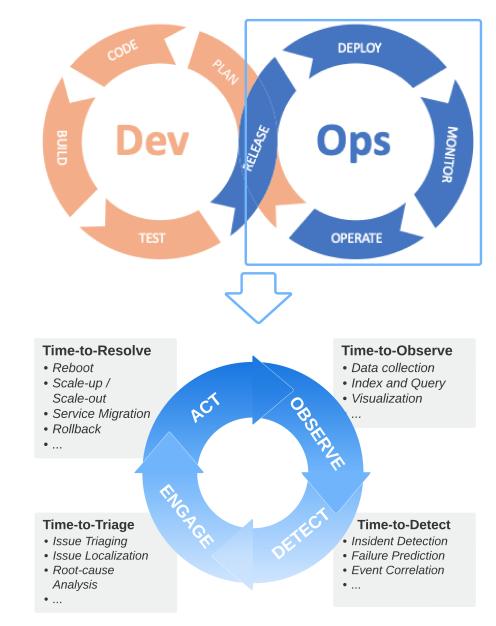 CODE
PLAN
BUILD
Dev
TEST
RELEASE
DEPLOY
Ops
MONITOR
OPERATE
Time-to-Resolve
• Reboot
• Scale-up /
Scale-out
• Service Migration
• Rollback
• ...
Time-to-Observe
• Data collection
• Index and Query
• Visualization
• ...
ACT
OBSERVE
ENGAGE
DETECT
Time-to-Triage
• Issue Triaging
• Issue Localization
• Root-cause
Analysis
• ...
Time-to-Detect
• Insident Detection
• Failure Prediction
• Event Correlation
• ...